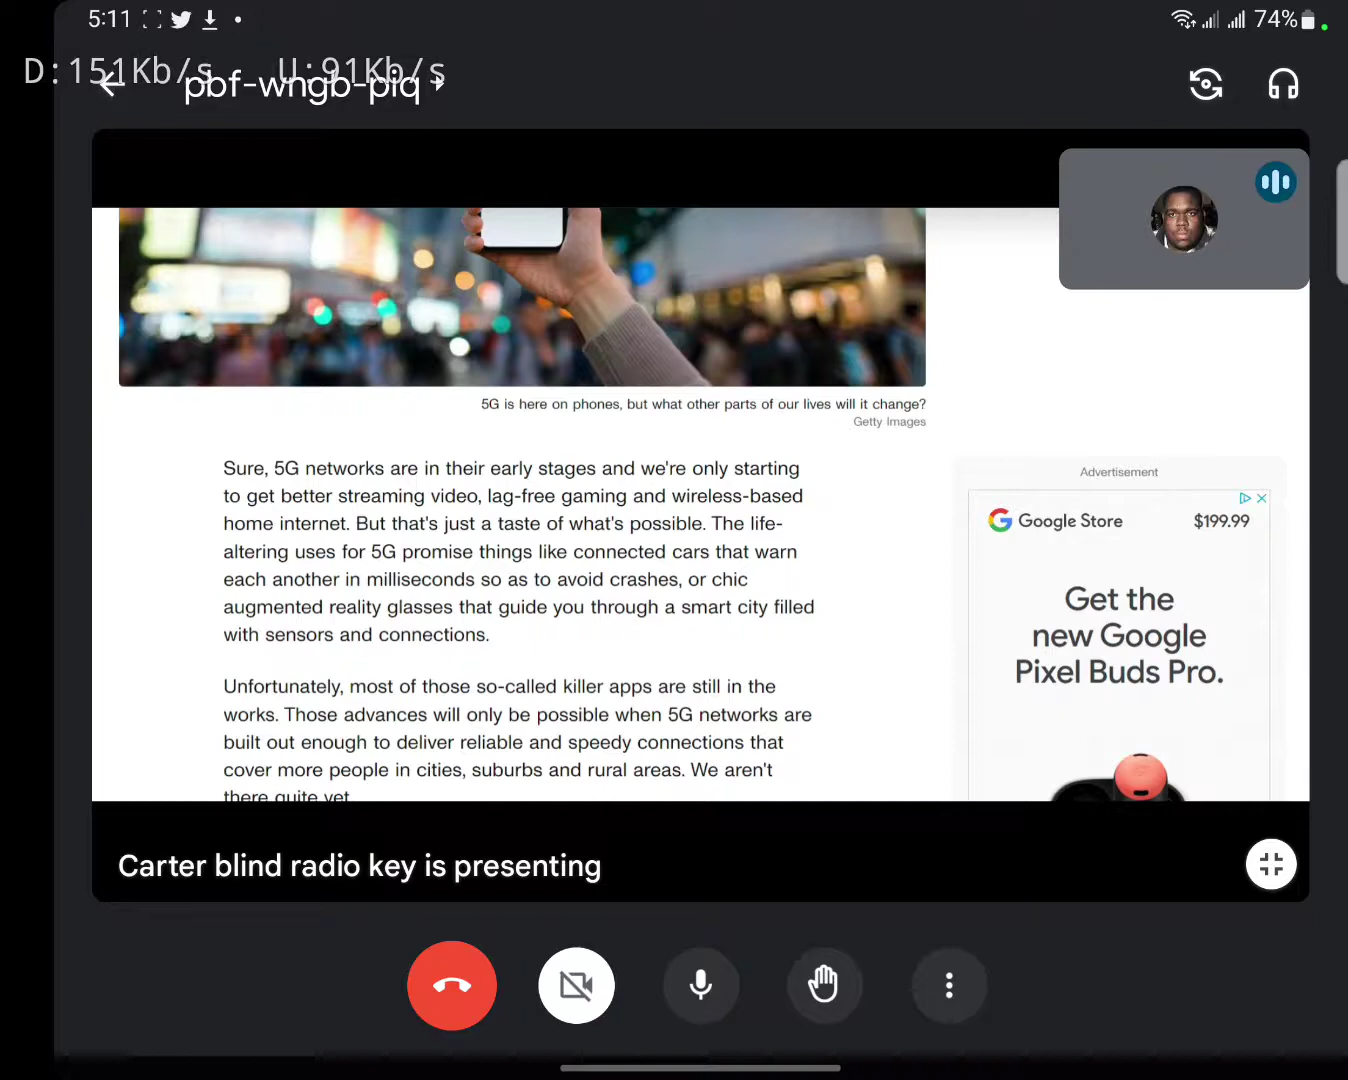 5:11
74%
D:151Kb/s U:91Kb/s
pbf-wngb-piq
5G is here on phones, but what other parts of our lives will it change?
Getty Images
Sure, 5G networks are in their early stages and we're only starting
to get better streaming video, lag-free gaming and wireless-based
home internet. But that's just a taste of what's possible. The life-
altering uses for 5G promise things like connected cars that warn
each another in milliseconds so as to avoid crashes, or chic
augmented reality glasses that guide you through a smart city filled
with sensors and connections.
Unfortunately, most of those so-called killer apps are still in the
works. Those advances will only be possible when 5G networks are
built out enough to deliver reliable and speedy connections that
cover more people in cities, suburbs and rural areas. We aren't
there quite yet
Advertisement
Google Store $199.99
Get the
new Google
Pixel Buds Pro.
Carter blind radio key is presenting